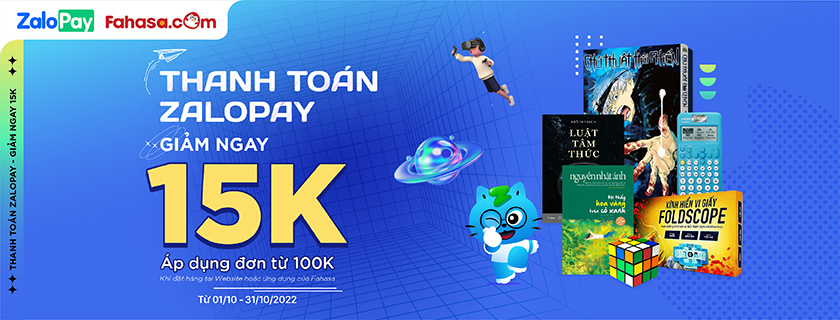 ZaloPay
Fahasa.com
THANH TOÁN ZALOPAY - GIẢM NGAY 15K
THANH TOÁN
ZALOPAY
GIẢM NGAY
15K
Áp dụng đơn từ 100K
Khi đặt hàng tại Website hoặc ứng dụng của Fahasa
Từ 01/10 - 31/10/2022
LUẬT
TÂM
THỨC
nguyễn nhật ánh
tôi thấy
hoa vàng
trên
cỏ xanh
KÍNH HIỂN VI GIẤY
FOLDSCOPE